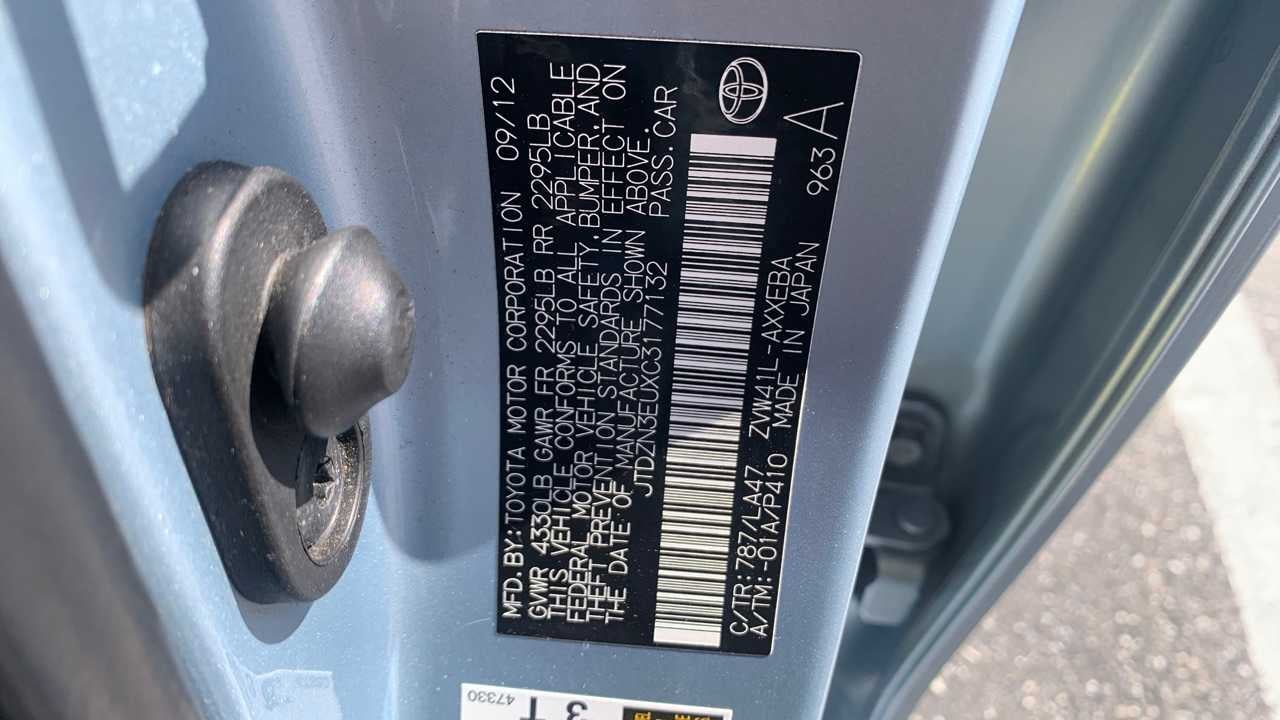 MFD. BY: TOYOTA MOTOR CORPORATION 09/12
GVWR 4330LB GAWR FR 2295LB RR 2295LB
THIS VEHICLE CONFORMS TO ALL APPLICABLE
FEDERAL MOTOR VEHICLE SAFETY, BUMPER, AND
THEFT PREVENTION STANDARDS IN EFFECT ON
THE DATE OF MANUFACTURE SHOWN ABOVE.
JTDZN3EUXC3177132 PASS. CAR
C/TR: 787/LA47 ZVW41L-AXXEBA
A/TM: -01A/P410 MADE IN JAPAN 963 A
47330
3
T